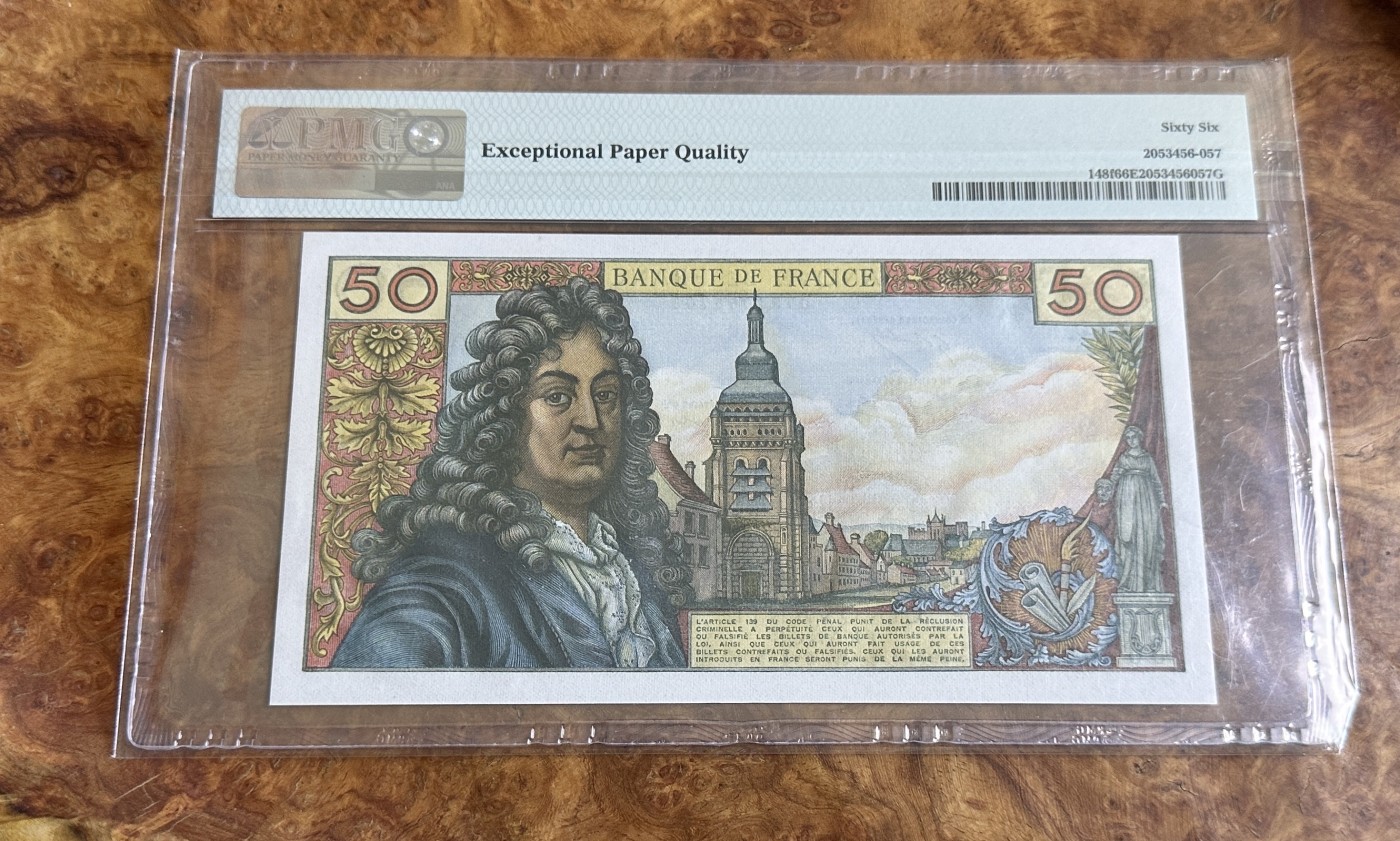 PMG
PAPER MONEY GUARANTY
ANA
Exceptional Paper Quality
Sixty Six
2053456-057
148f66E2053456057G
50
BANQUE DE FRANCE
50
L'ARTICLE 139 DU CODE PÉNAL PUNIT DE LA RÉCLUSION
CRIMINELLE A PERPÉTUITÉ CEUX QUI AURONT CONTREFAIT
OU FALSIFIÉ LES BILLETS DE BANQUE AUTORISÉS PAR LA
LOI, AINSI QUE CEUX QUI AURONT FAIT USAGE DE CES
BILLETS CONTREFAITS OU FALSIFIÉS. CEUX QUI LES AURONT
INTRODUITS EN FRANCE SERONT PUNIS DE LA MÊME PEINE.